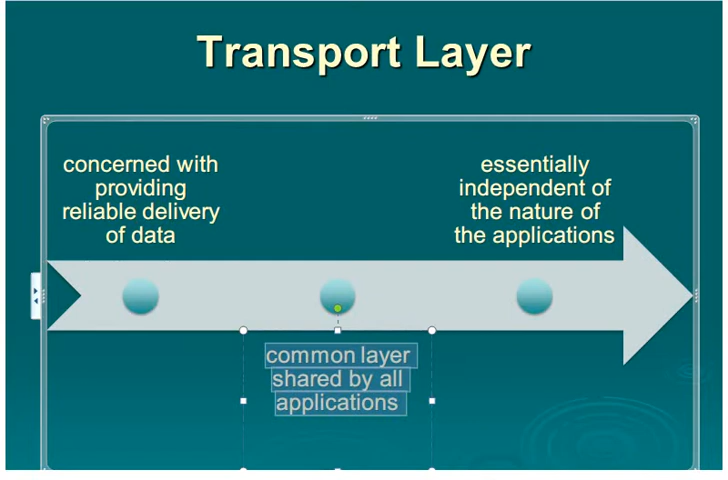 Transport Layer
concerned with
providing
reliable delivery
of data
common layer
shared by all
applications
essentially
independent of
the nature of
the applications